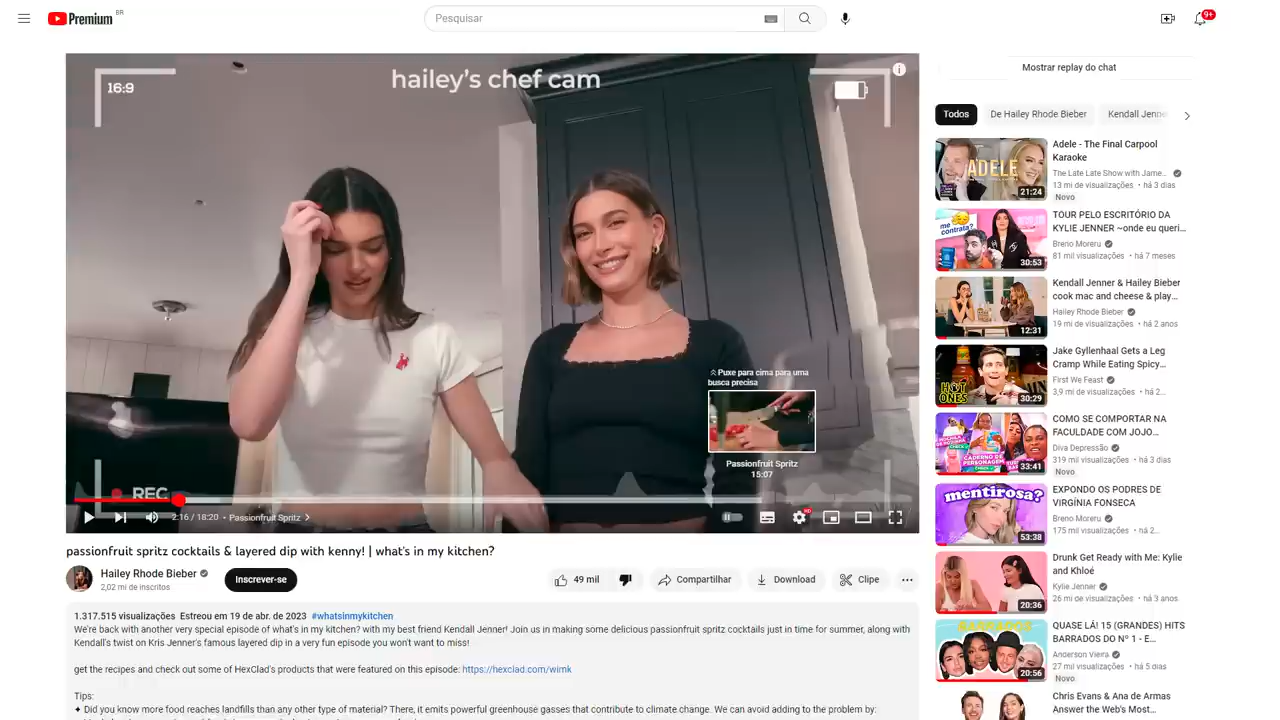 Premium BR
Pesquisar
9+
16:9
hailey's chef cam
REC
Puxe para cima para uma
busca precisa
Passionfruit Spritz
15:07
2:16 / 18:20 • Passionfruit Spritz
HD
passionfruit spritz cocktails & layered dip with kenny! | what's in my kitchen?
Hailey Rhode Bieber
2,02 mi de inscritos
Inscrever-se
49 mil
Compartilhar
Download
Clipe
1.317.515 visualizações Estreou em 19 de abr. de 2023 #whatsinmykitchen
We're back with another very special episode of what's in my kitchen? with my best friend Kendall Jenner! Join us in making some delicious passionfruit spritz cocktails just in time for summer, along with
Kendall's twist on Kris Jenner's famous layered dip in a very fun episode you won't want to miss!
get the recipes and check out some of HexClad's products that were featured on this episode: https://hexclad.com/wimk
Tips:
✦ Did you know more food reaches landfills than any other type of material? There, it emits powerful greenhouse gasses that contribute to climate change. We can avoid adding to the problem by:
Mostrar replay do chat
Todos
De Hailey Rhode Bieber
Kendall Jenne
ADELE
21:24
Adele - The Final Carpool
Karaoke
The Late Late Show with Jame...
13 mi de visualizações • há 3 dias
Novo
me
contrata?
30:53
TOUR PELO ESCRITÓRIO DA
KYLIE JENNER ~onde eu queri...
Breno Moreru
81 mil visualizações • há 7 meses
12:31
Kendall Jenner & Hailey Bieber
cook mac and cheese & play...
Hailey Rhode Bieber
19 mi de visualizações • há 2 anos
HOT
ONES
30:29
Jake Gyllenhaal Gets a Leg
Cramp While Eating Spicy...
First We Feast
3,9 mi de visualizações • há 2...
CADERNO DE
PERSONAGEM
33:41
COMO SE COMPORTAR NA
FACULDADE COM JOJO...
Diva Depressão
319 mil visualizações • há 3 dias
Novo
mentirosa?
53:38
EXPONDO OS PODRES DE
VIRGÍNIA FONSECA
Breno Moreru
175 mil visualizações • há 2...
20:36
Drunk Get Ready with Me: Kylie
and Khloé
Kylie Jenner
26 mi de visualizações • há 3 anos
BARRADOS
20:56
QUASE LÁ! 15 (GRANDES) HITS
BARRADOS DO Nº 1 - E...
Anderson Vieira
27 mil visualizações • há 5 dias
Novo
Chris Evans & Ana de Armas
Answer the Web's Most...